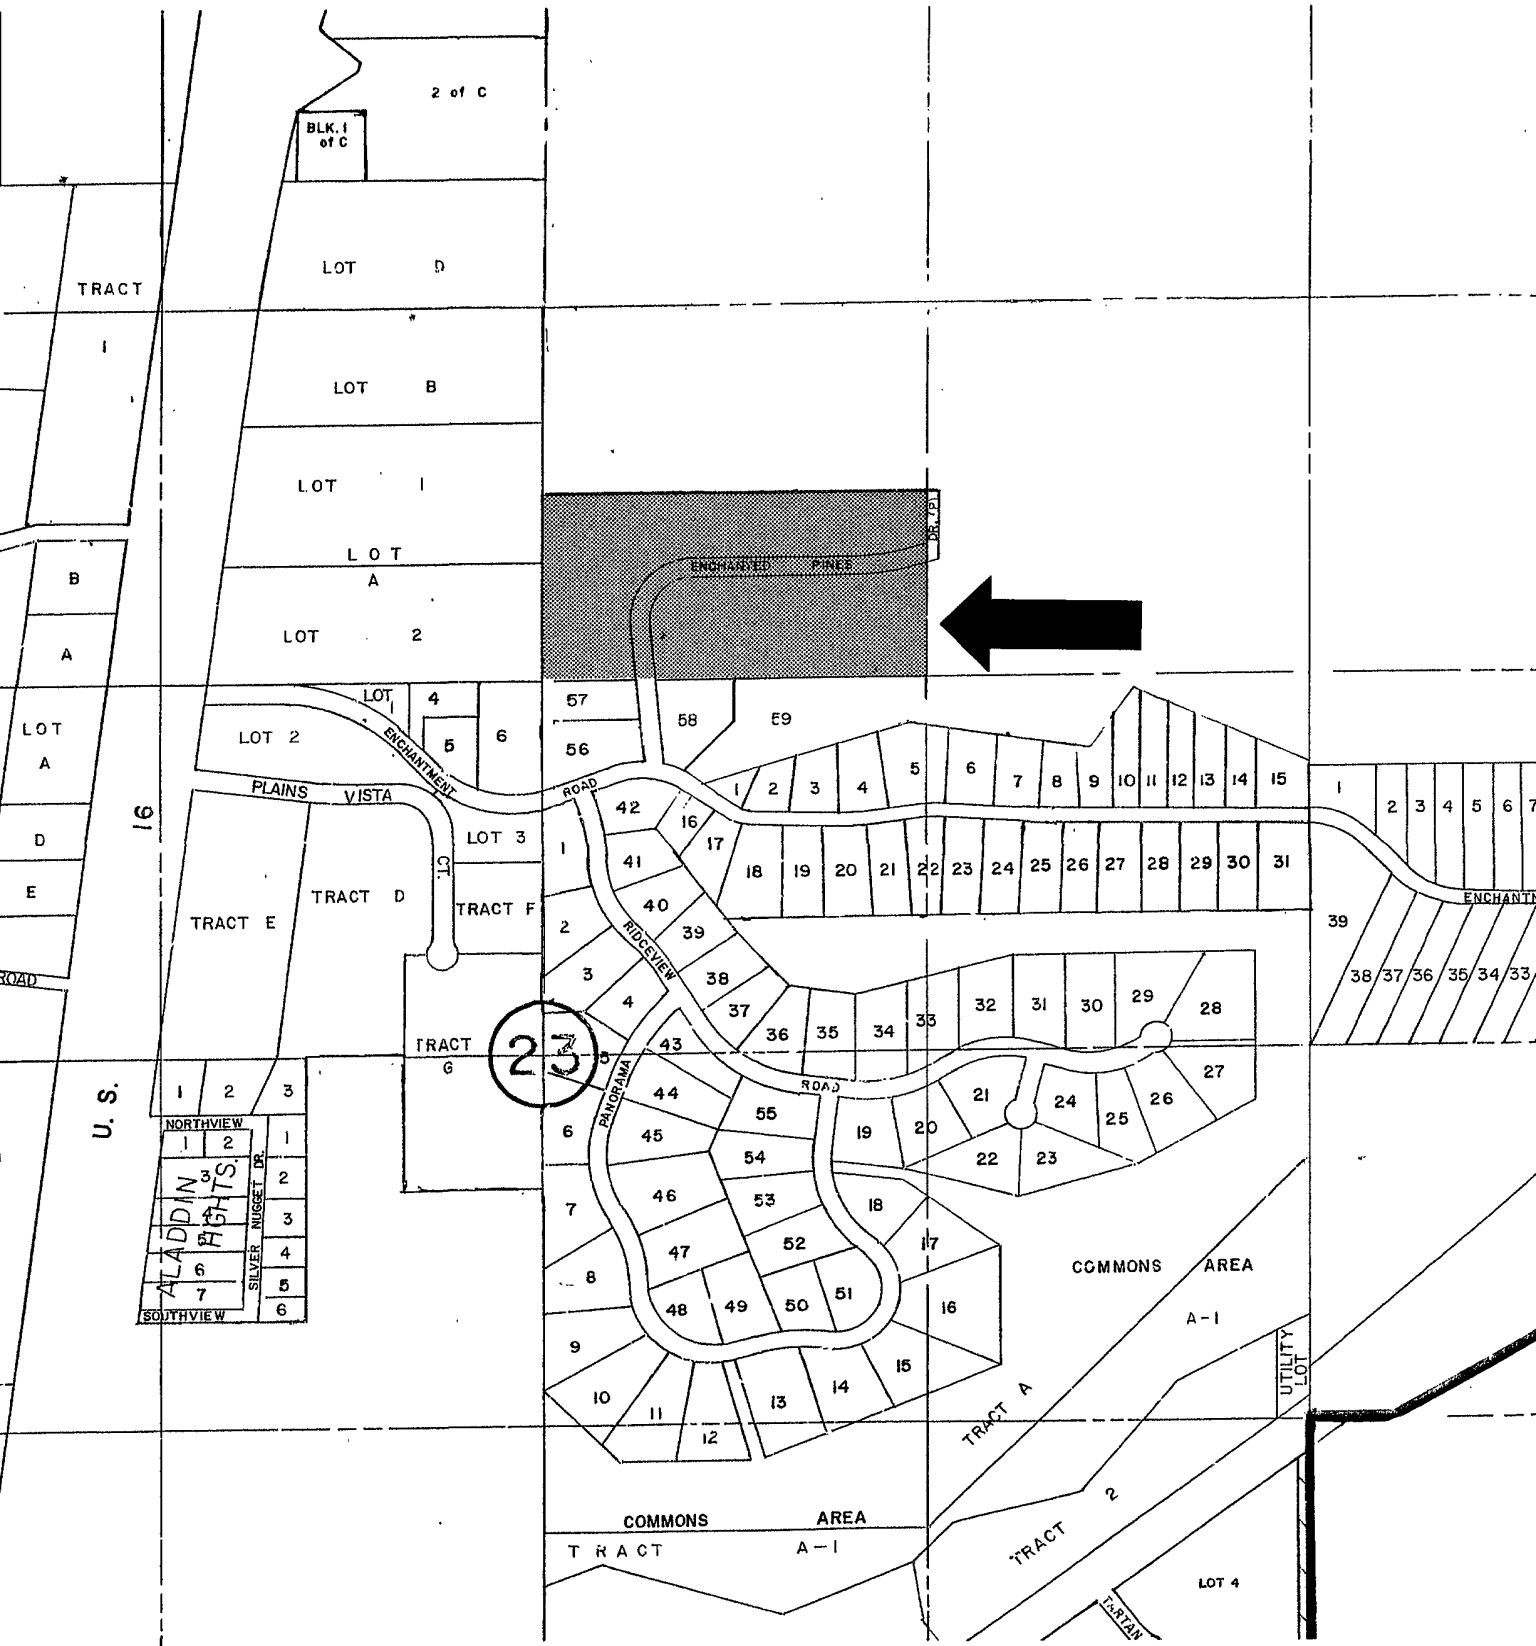 2 of C
BLK. 1
of C
LOT D
TRACT
1
LOT B
LOT 1
LOT
A
LOT 2
DR. (P)
ENCHANTED PINES
B
A
LOT
A
D
E
ROAD
16
U. S.
LOT
1
4
5
6
LOT 2
ENCHANTMENT
ROAD
PLAINS VISTA
CT.
LOT 3
TRACT D
TRACT E
TRACT F
TRACT
G
23
57
56
58
59
1
2
3
4
5
6
7
8
9
10
11
12
13
14
15
16
17
18
19
20
21
22
23
24
25
26
27
28
29
30
31
1
2
3
4
5
6
7
ENCHANTM
39
38
37
36
35
34
33
42
41
40
39
38
37
36
35
34
33
32
31
30
29
28
27
26
25
24
23
22
21
20
19
18
17
16
15
14
13
12
11
10
9
8
7
6
5
4
3
2
1
RIDGEVIEW
ROAD
PANORAMA
43
44
45
46
47
48
49
50
51
52
53
54
55
1
2
3
NORTHVIEW
1
2
3
4
5
6
7
ALADDIN
HGHTS.
SILVER NUGGET DR.
1
2
3
4
5
6
SOUTHVIEW
COMMONS AREA
A-1
UTILITY
LOT
TRACT A
TRACT 2
COMMONS AREA
TRACT A-1
LOT 4
TARTAN